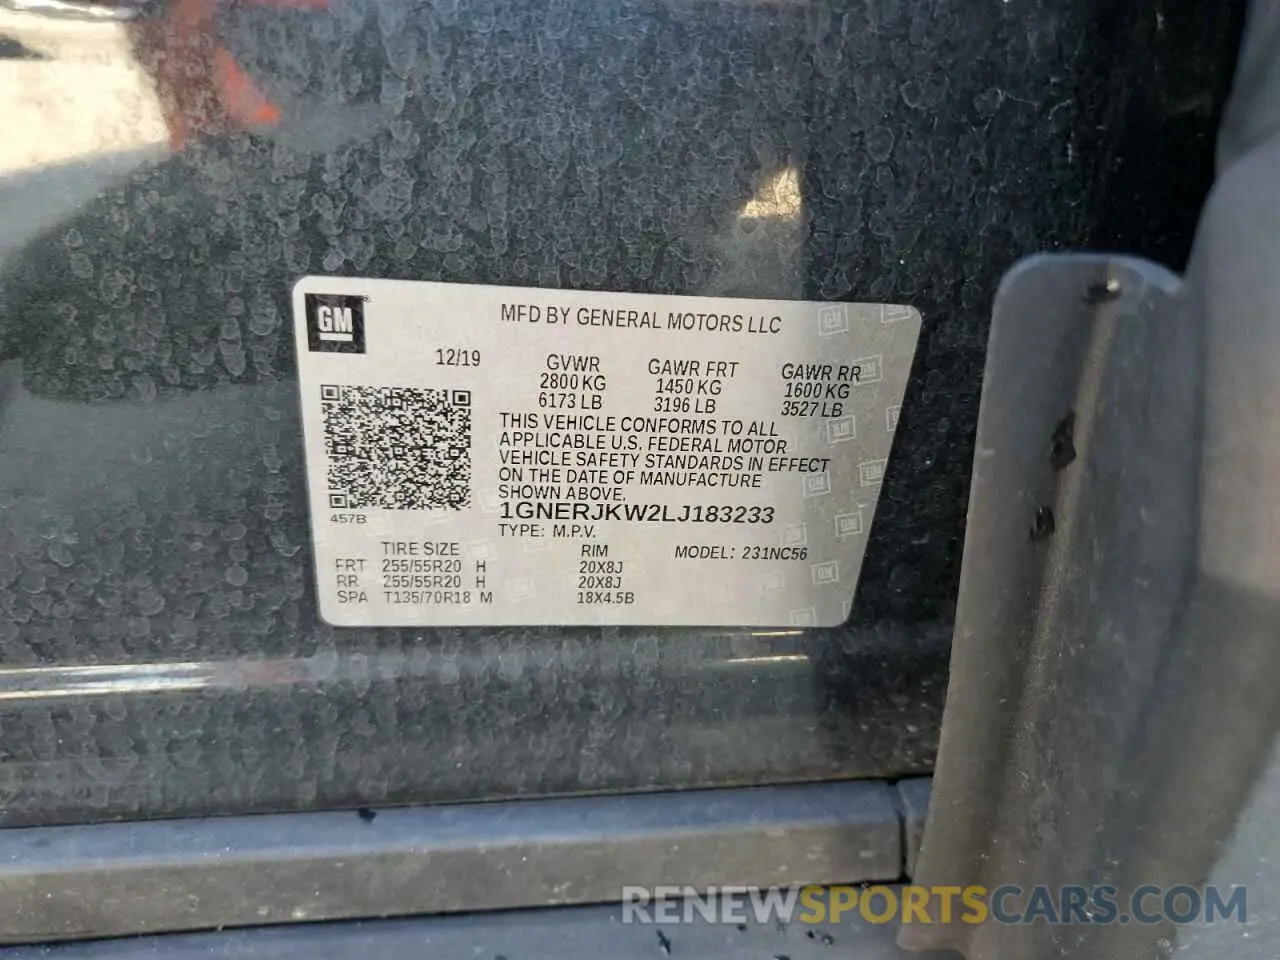 GM
MFD BY GENERAL MOTORS LLC
12/19 GVWR GAWR FRT GAWR RR
2800 KG 1450 KG 1600 KG
6173 LB 3196 LB 3527 LB
THIS VEHICLE CONFORMS TO ALL
APPLICABLE U.S. FEDERAL MOTOR
VEHICLE SAFETY STANDARDS IN EFFECT
ON THE DATE OF MANUFACTURE
SHOWN ABOVE.
1GNERJKW2LJ183233
457B
TYPE: M.P.V.
TIRE SIZE RIM MODEL: 231NC56
FRT 255/55R20 H 20X8J
RR 255/55R20 H 20X8J
SPA T135/70R18 M 18X4.5B
RENEWSPORTSCARS.COM